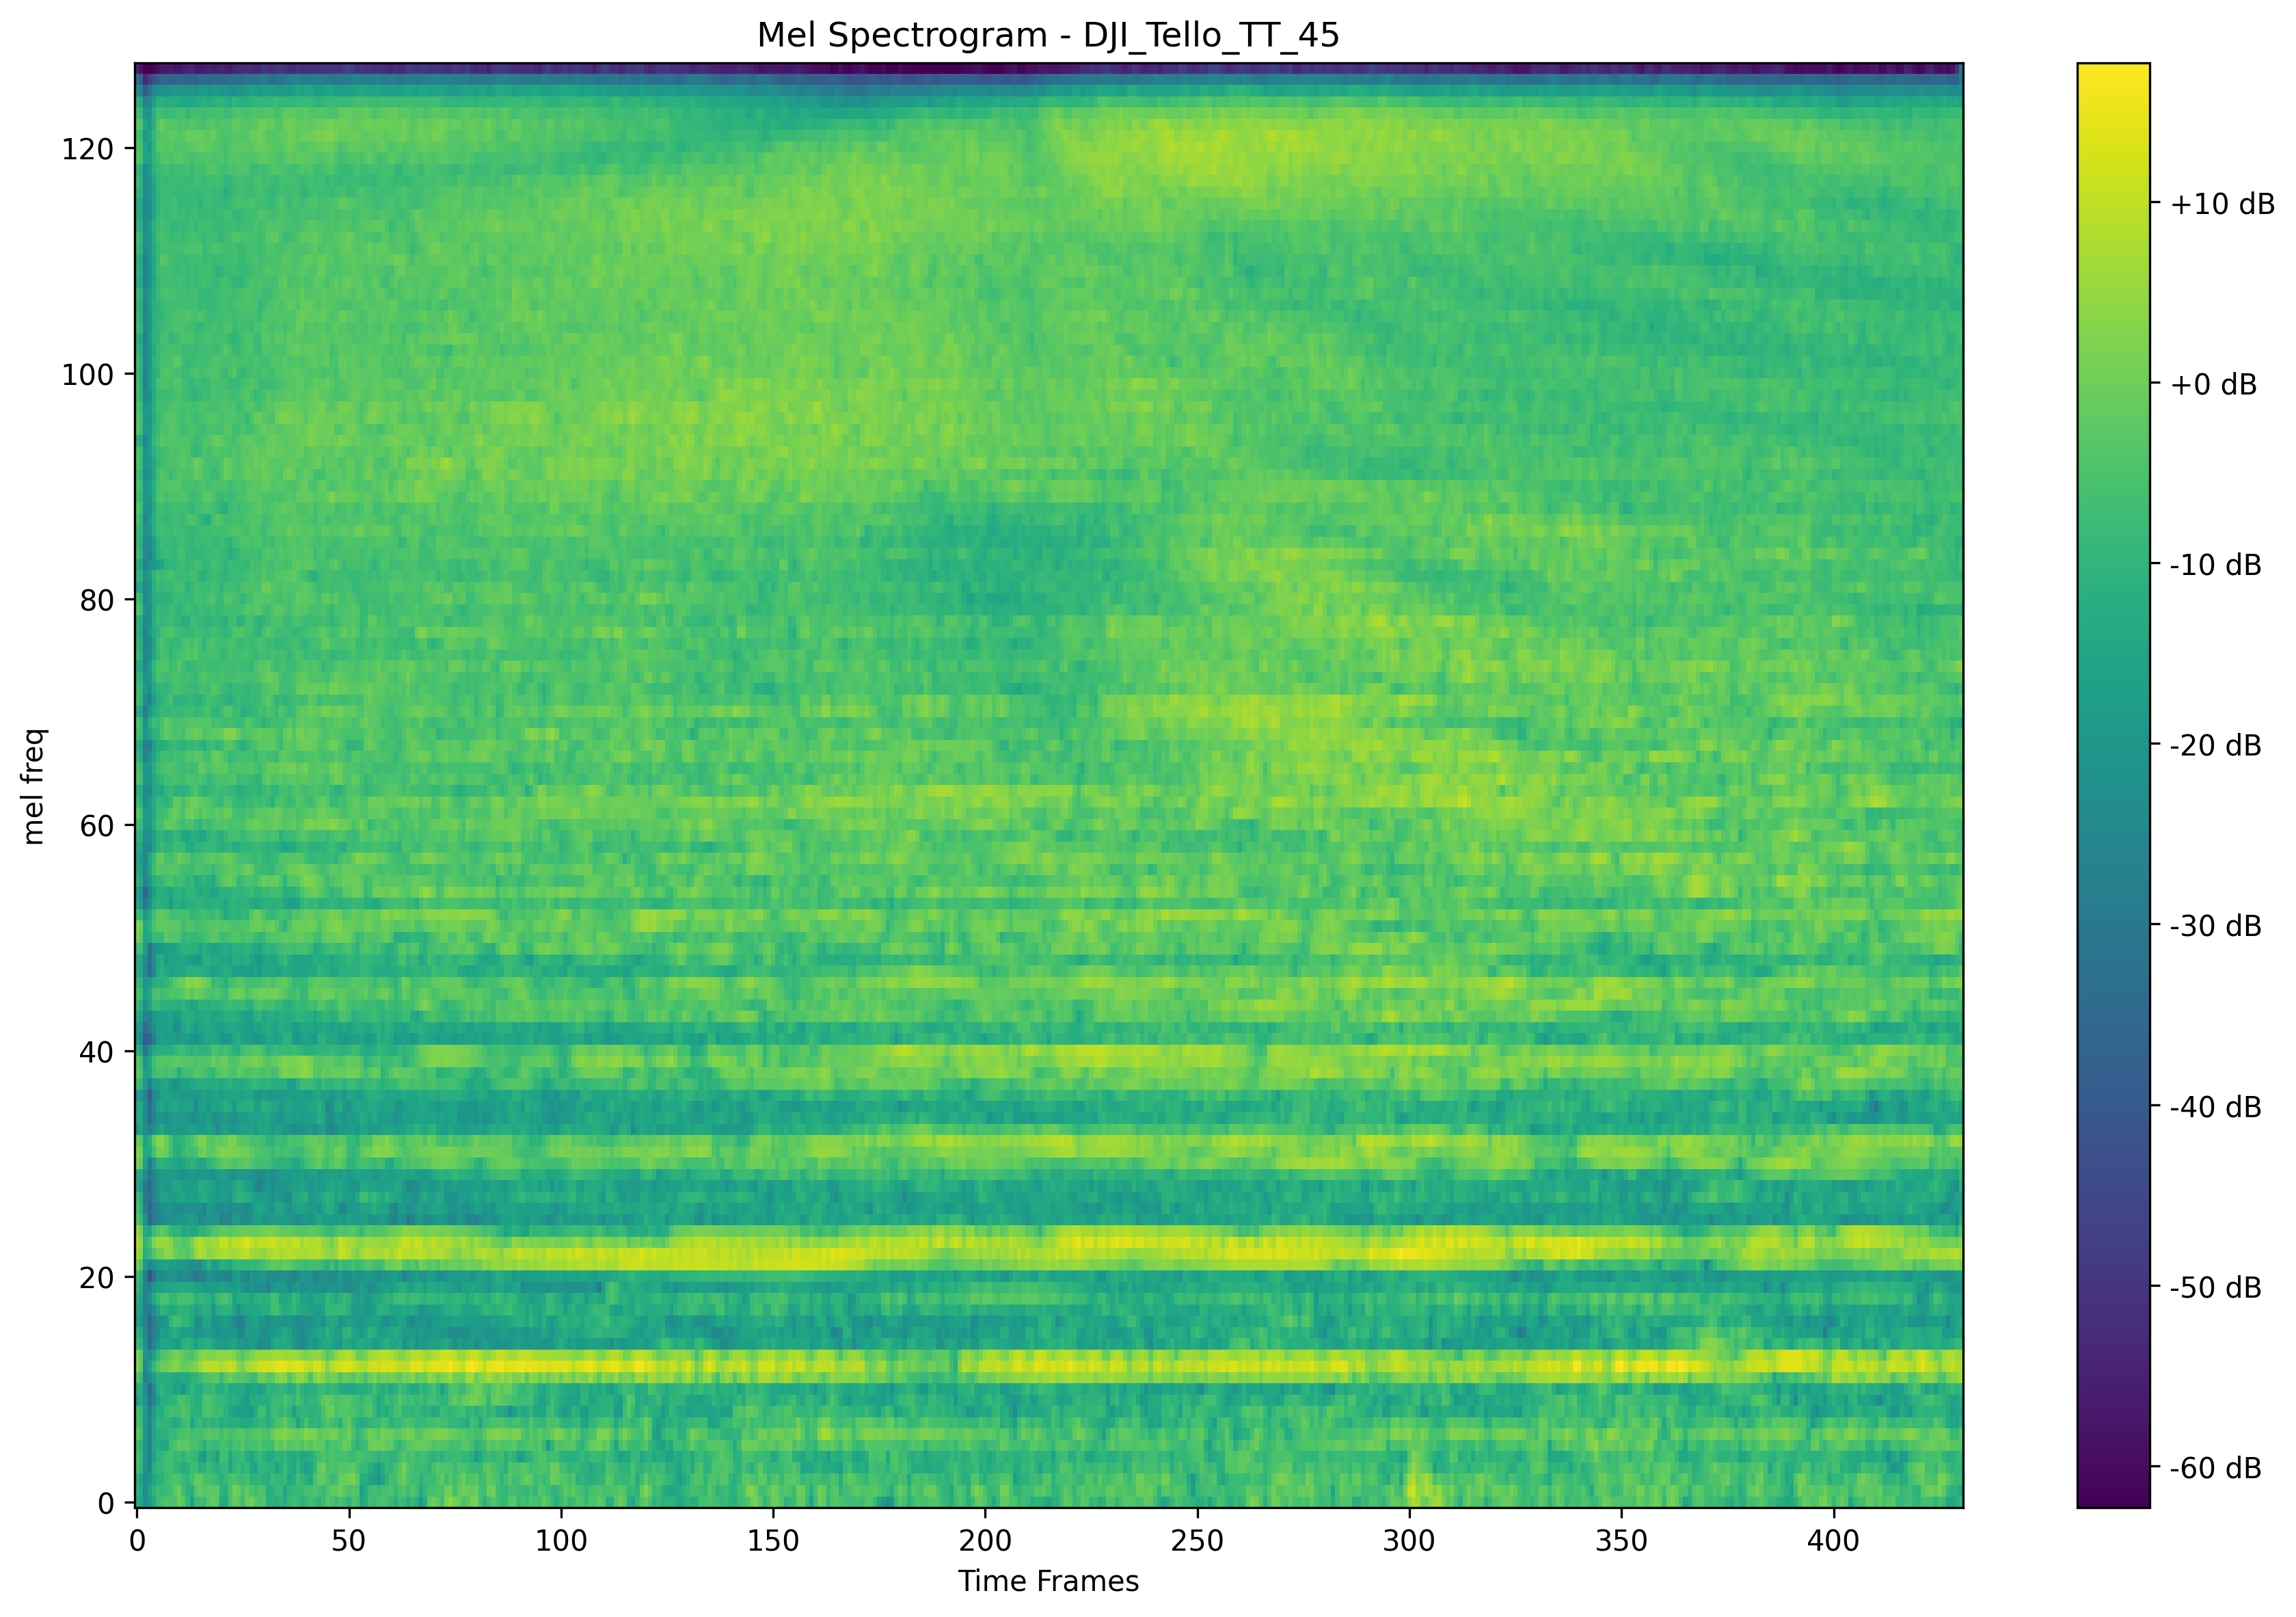 Mel Spectrogram - DJI_Tello_TT_45
mel freq
120
100
80
60
40
20
0
0 50 100 150 200 250 300 350 400
Time Frames
+10 dB
+0 dB
-10 dB
-20 dB
-30 dB
-40 dB
-50 dB
-60 dB